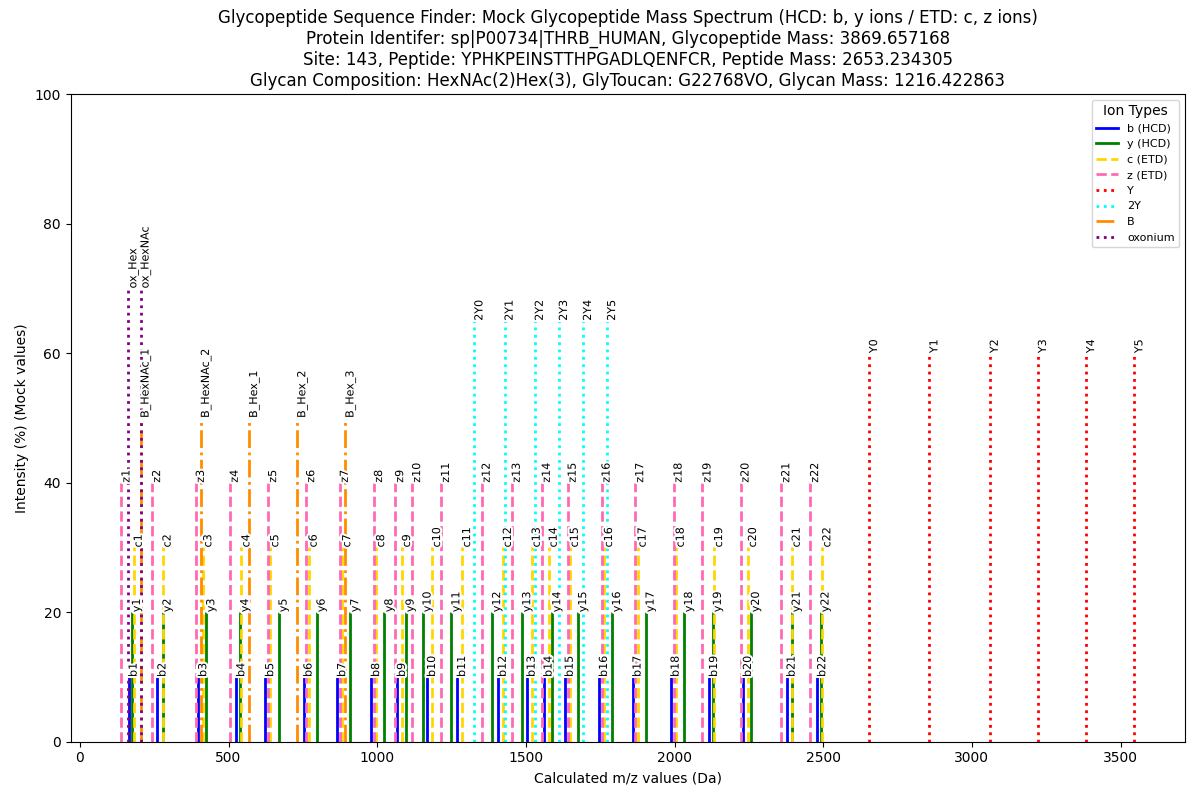 Glycopeptide Sequence Finder: Mock Glycopeptide Mass Spectrum (HCD: b, y ions / ETD: c, z ions)
Protein Identifer: sp|P00734|THRB_HUMAN, Glycopeptide Mass: 3869.657168
Site: 143, Peptide: YPHKPEINSTTHPGADLQENFCR, Peptide Mass: 2653.234305
Glycan Composition: HexNAc(2)Hex(3), GlyToucan: G22768VO, Glycan Mass: 1216.422863
Intensity (%) (Mock values)
100
80
60
40
20
0
Ion Types
b (HCD)
y (HCD)
c (ETD)
z (ETD)
Y
2Y
B
oxonium
ox_Hex
ox_HexNAc
2Y0
2Y1
2Y2
2Y3
2Y4
2Y5
Y0
Y1
Y2
Y3
Y4
Y5
B_HexNAc_1
B_HexNAc_2
B_Hex_1
B_Hex_2
B_Hex_3
z1
z2
z3
z4
z5
z6
z7
z8
z9
z10
z11
z12
z13
z14
z15
z16
z17
z18
z19
z20
z21
z22
c1
c2
c3
c4
c5
c6
c7
c8
c9
c10
c11
c12
c13
c14
c15
c16
c17
c18
c19
c20
c21
c22
y1
y2
y3
y4
y5
y6
y7
y8
y9
y10
y11
y12
y13
y14
y15
y16
y17
y18
y19
y20
y21
y22
b1
b2
b3
b4
b5
b6
b7
b8
b9
b10
b11
b12
b13
b14
b15
b16
b17
b18
b19
b20
b21
b22
0
500
1000
1500
2000
2500
3000
3500
Calculated m/z values (Da)